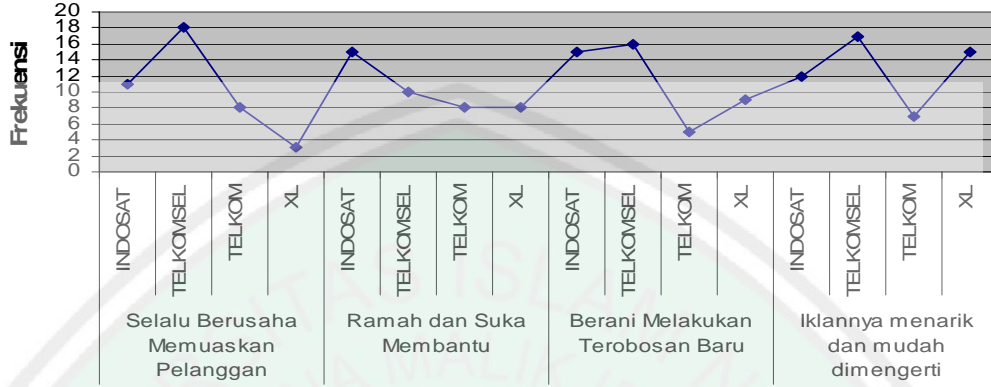 Frekuensi
20
18
16
14
12
10
8
6
4
2
0
INDOSAT
TELKOMSEL
TELKOM
XL
INDOSAT
TELKOMSEL
TELKOM
XL
INDOSAT
TELKOMSEL
TELKOM
XL
INDOSAT
TELKOMSEL
TELKOM
XL
Selalu Berusaha
Memuaskan
Pelanggan
Ramah dan Suka
Membantu
Berani Melakukan
Terobosan Baru
Iklannya menarik
dan mudah
dimengerti